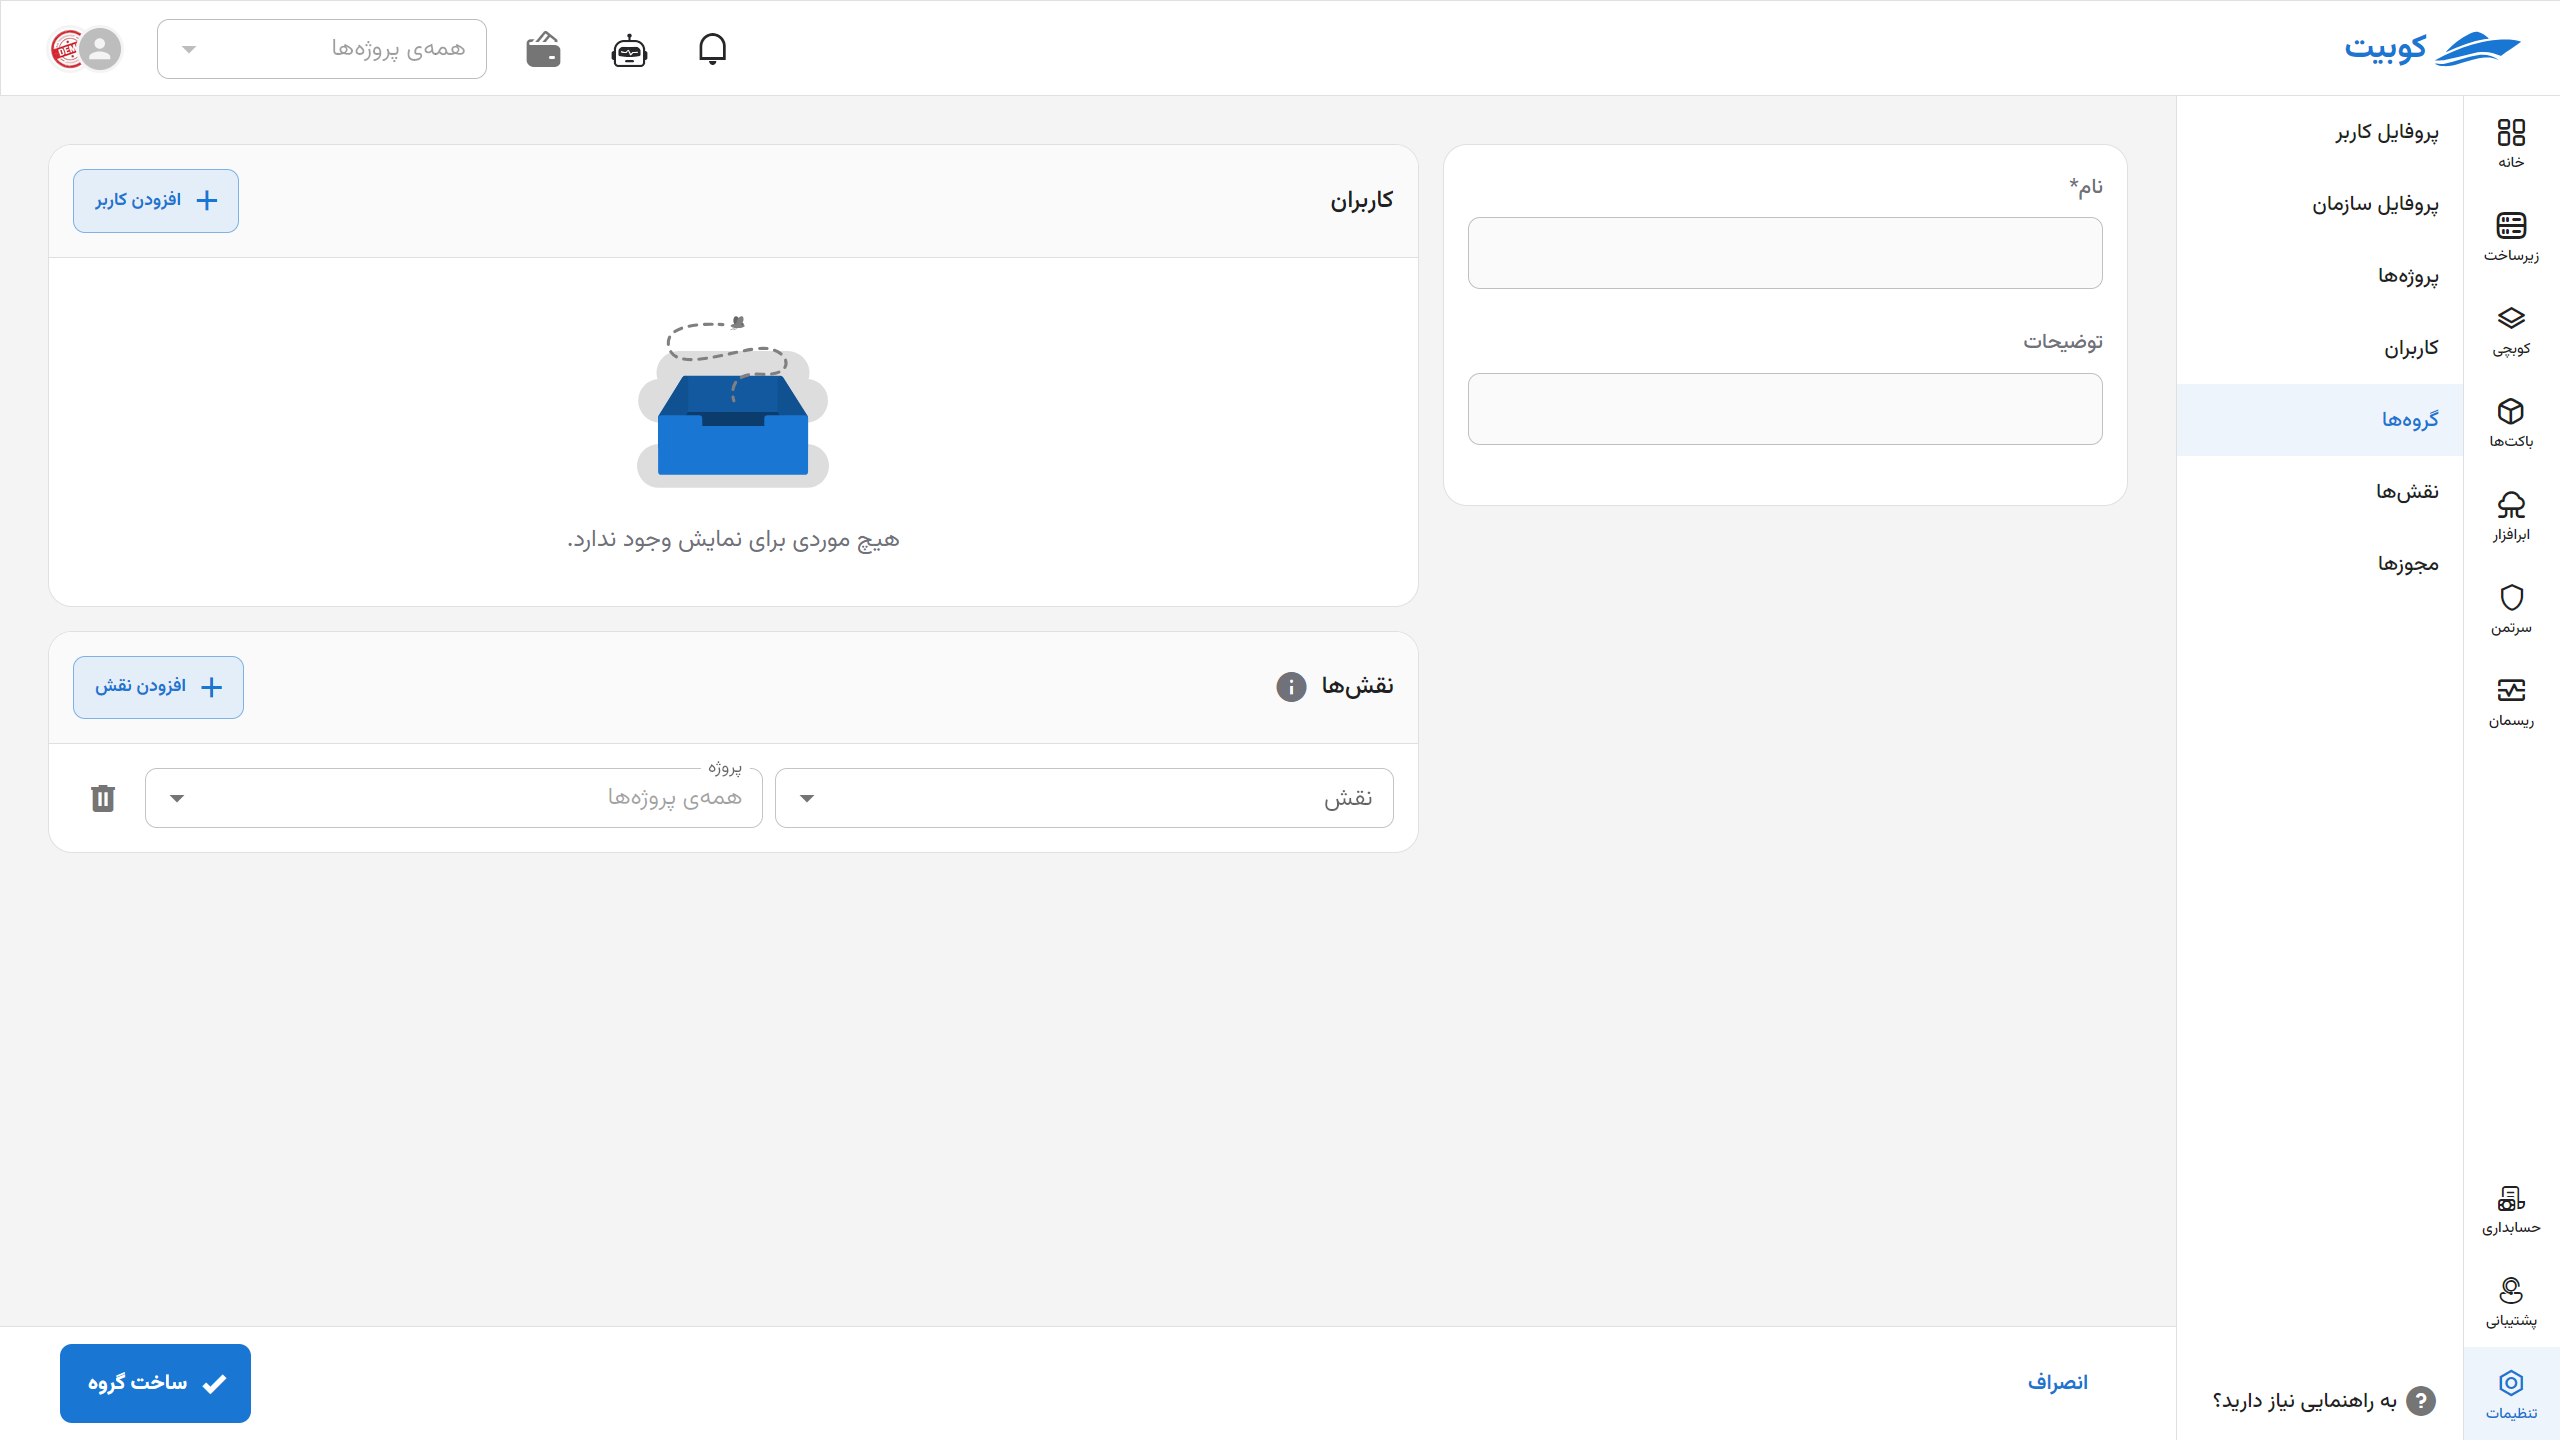 کوبیت
همه‌ی پروژه‌ها
DEM
خانه
زیرساخت
کوبچی
باکت‌ها
ابرافزار
سرتمن
ریسمان
حسابداری
پشتیبانی
تنظیمات
پروفایل کاربر
پروفایل سازمان
پروژه‌ها
کاربران
گروه‌ها
نقش‌ها
مجوزها
به راهنمایی نیاز دارید؟
نام*
توضیحات
کاربران
افزودن کاربر
هیچ موردی برای نمایش وجود ندارد.
نقش‌ها
افزودن نقش
نقش
پروژه
همه‌ی پروژه‌ها
انصراف
ساخت گروه